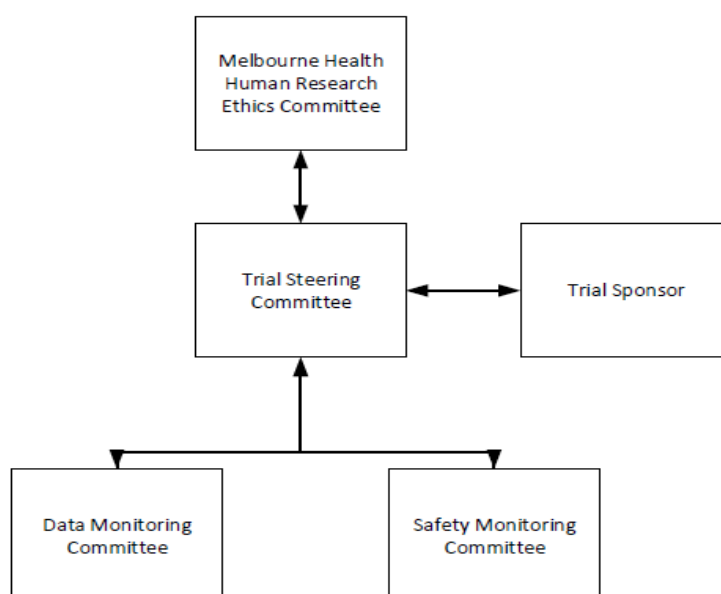 Melbourne Health
Human Research
Ethics Committee
Trial Steering
Committee
Trial Sponsor
Data Monitoring
Committee
Safety Monitoring
Committee